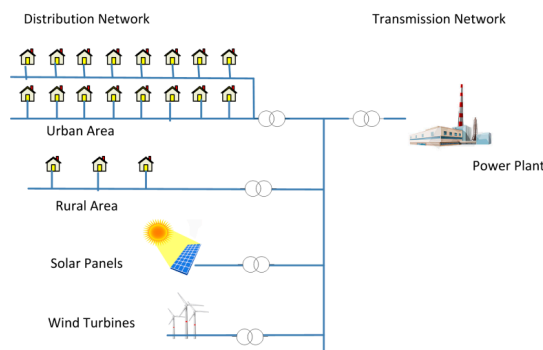 Distribution Network
Transmission Network
Urban Area
Power Plant
Rural Area
Solar Panels
Wind Turbines